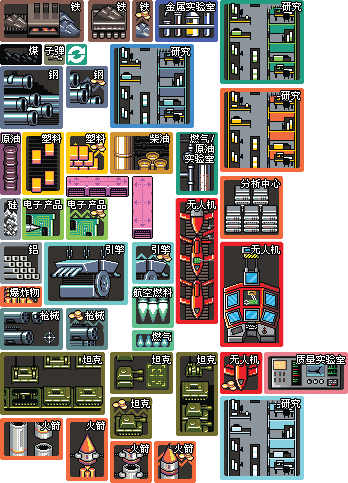 铁
铁
铁
金属实验室
研究
煤
子弹
钢
钢
研究
研究
原油
塑料
塑料
柴油
燃气/
原油
实验室
分析中心
硅
电子产品
电子产品
无人机
铝
引擎
引擎
无人机
爆炸物
航空燃料
枪械
枪械
燃气
坦克
坦克
坦克
无人机
质量实验室
坦克
研究
火箭
火箭
火箭
火箭